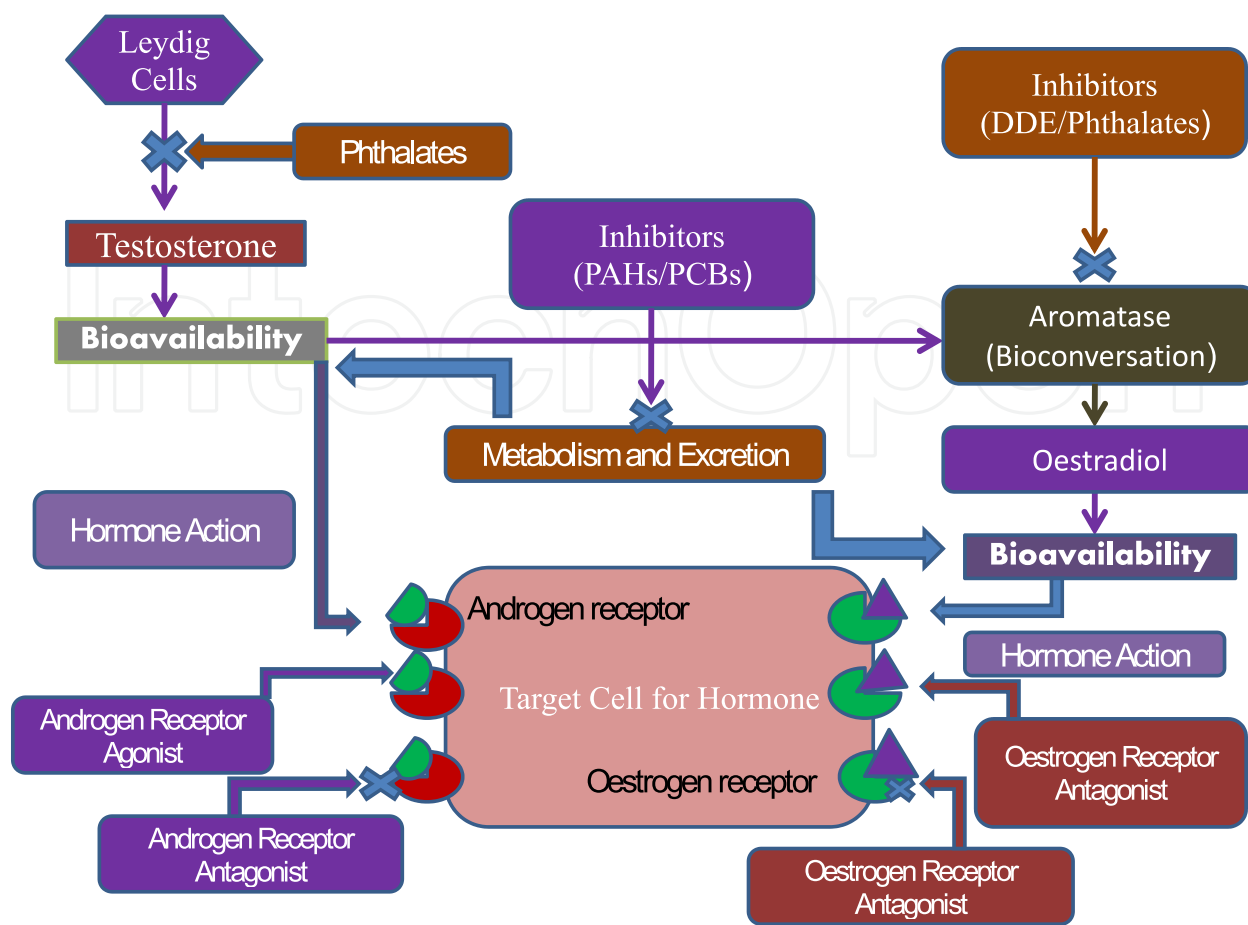 Leydig
Cells
Phthalates
Inhibitors
(DDE/Phthalates)
Testosterone
Inhibitors
(PAHs/PCBs)
Bioavailability
Aromatase
(Bioconversation)
Metabolism and Excretion
Oestradiol
Hormone Action
Bioavailability
Androgen receptor
Hormone Action
Target Cell for Hormone
Androgen Receptor
Agonist
Oestrogen Receptor
Antagonist
Oestrogen receptor
Androgen Receptor
Antagonist
Oestrogen Receptor
Antagonist
IntechOpen